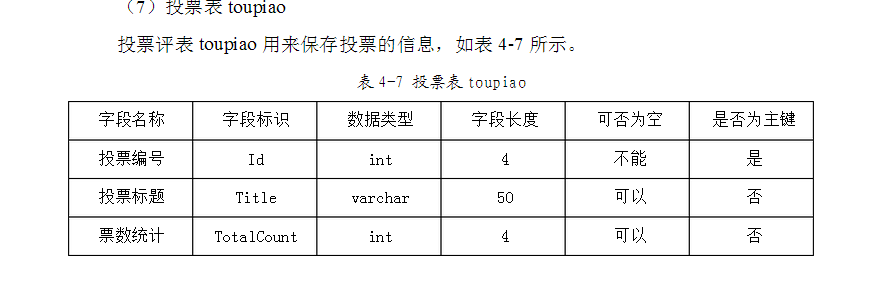 （7）投票表 toupiao
投票评表 toupiao 用来保存投票的信息，如表 4-7 所示。
表 4-7 投票表 toupiao
字段名称 字段标识 数据类型 字段长度 可否为空 是否为主键
投票编号 Id int 4 不能 是
投票标题 Title varchar 50 可以 否
票数统计 TotalCount int 4 可以 否